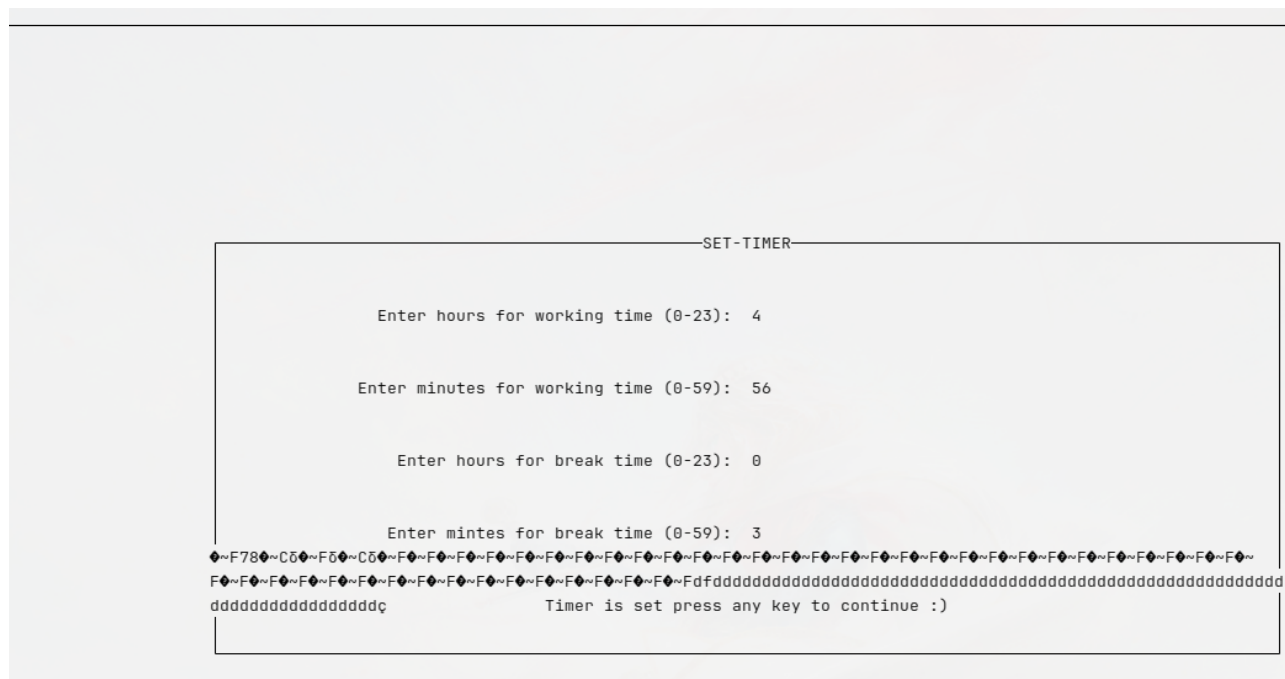 SET-TIMER
Enter hours for working time (0-23): 4
Enter minutes for working time (0-59): 56
Enter hours for break time (0-23): 0
Enter mintes for break time (0-59): 3
Timer is set press any key to continue :)